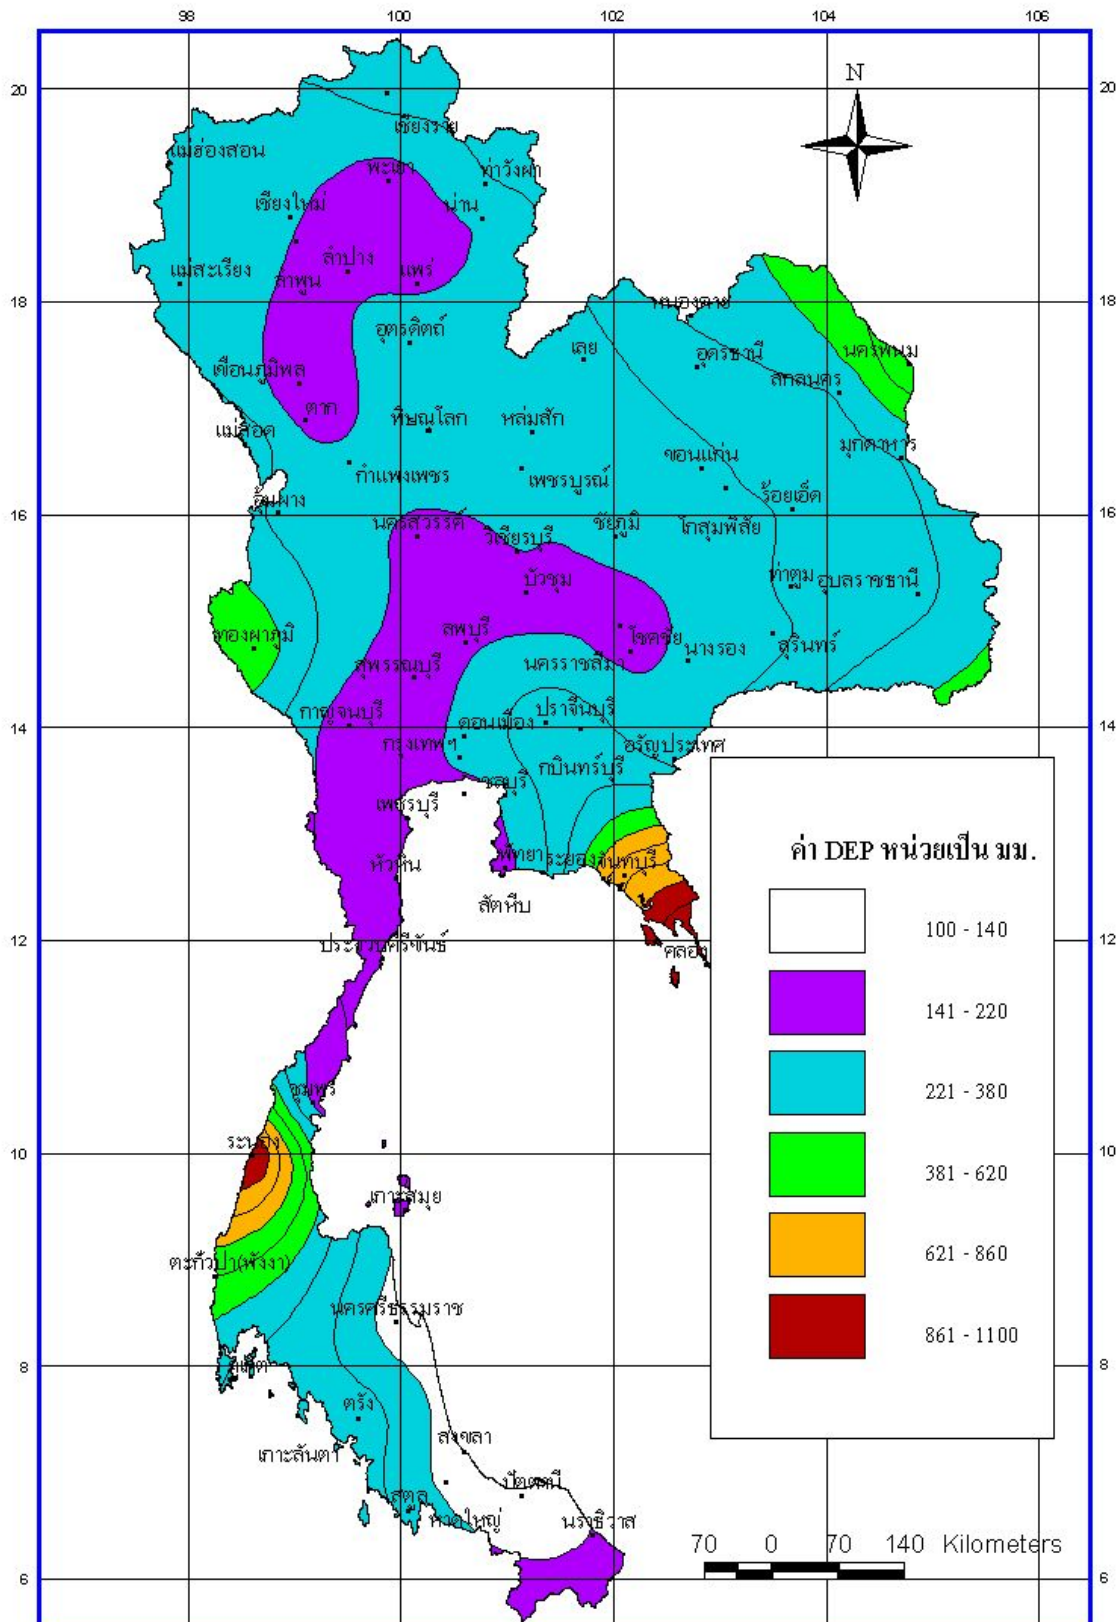 98 100 102 104 106
20 20
N
เชียงราย
แม่ฮ่องสอน
พะเยา
ท่าวังผา
เชียงใหม่
น่าน
ลำปาง
แม่สะเรียง
แพร่
ลำพูน
18 18
หนองคาย
อุตรดิตถ์
เลย
อุดรธานี
นครพนม
เขื่อนภูมิพล
สกลนคร
ตาก
พิษณุโลก
หล่มสัก
แม่สอด
มุกดาหาร
ขอนแก่น
กำแพงเพชร
เพชรบูรณ์
ร้อยเอ็ด
อุ้มผาง
16 16
นครสวรรค์
วิเชียรบุรี
ชัยภูมิ
โกสุมพิสัย
บัวชุม
ท่าตูม
อุบลราชธานี
ทองผาภูมิ
ลพบุรี
โชคชัย
นางรอง
สุรินทร์
สุพรรณบุรี
นครราชสีมา
กาญจนบุรี
ดอนเมือง
ปราจีนบุรี
14 14
กรุงเทพฯ
อรัญประเทศ
กบินทร์บุรี
ชลบุรี
เพชรบุรี
ค่า DEP หน่วยเป็น มม.
พัทยา
ระยอง
จันทบุรี
หัวหิน
สัตหีบ
100 - 140
ประจวบคีรีขันธ์
12 12
คลอง
141 - 220
221 - 380
ชุมพร
ระนอง
10 10
381 - 620
เกาะสมุย
ตะกั่วป่า(พังงา)
621 - 860
นครศรีธรรมราช
861 - 1100
8 8
ภูเก็ต
ตรัง
สงขลา
เกาะลันตา
ปัตตานี
สตูล
หาดใหญ่
นราธิวาส
70 0 70 140 Kilometers
6 6